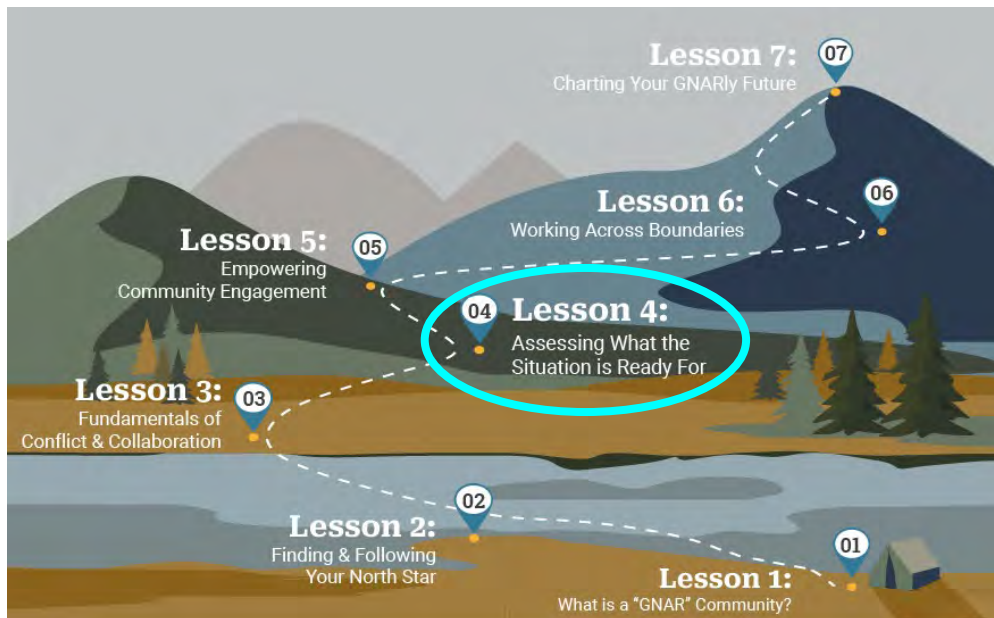 Lesson 7:
Charting Your GNARly Future
07
Lesson 6:
Working Across Boundaries
06
Lesson 5:
Empowering
Community Engagement
05
04
Lesson 4:
Assessing What the
Situation is Ready For
Lesson 3:
Fundamentals of
Conflict & Collaboration
03
Lesson 2:
Finding & Following
Your North Star
02
Lesson 1:
What is a "GNAR" Community?
01